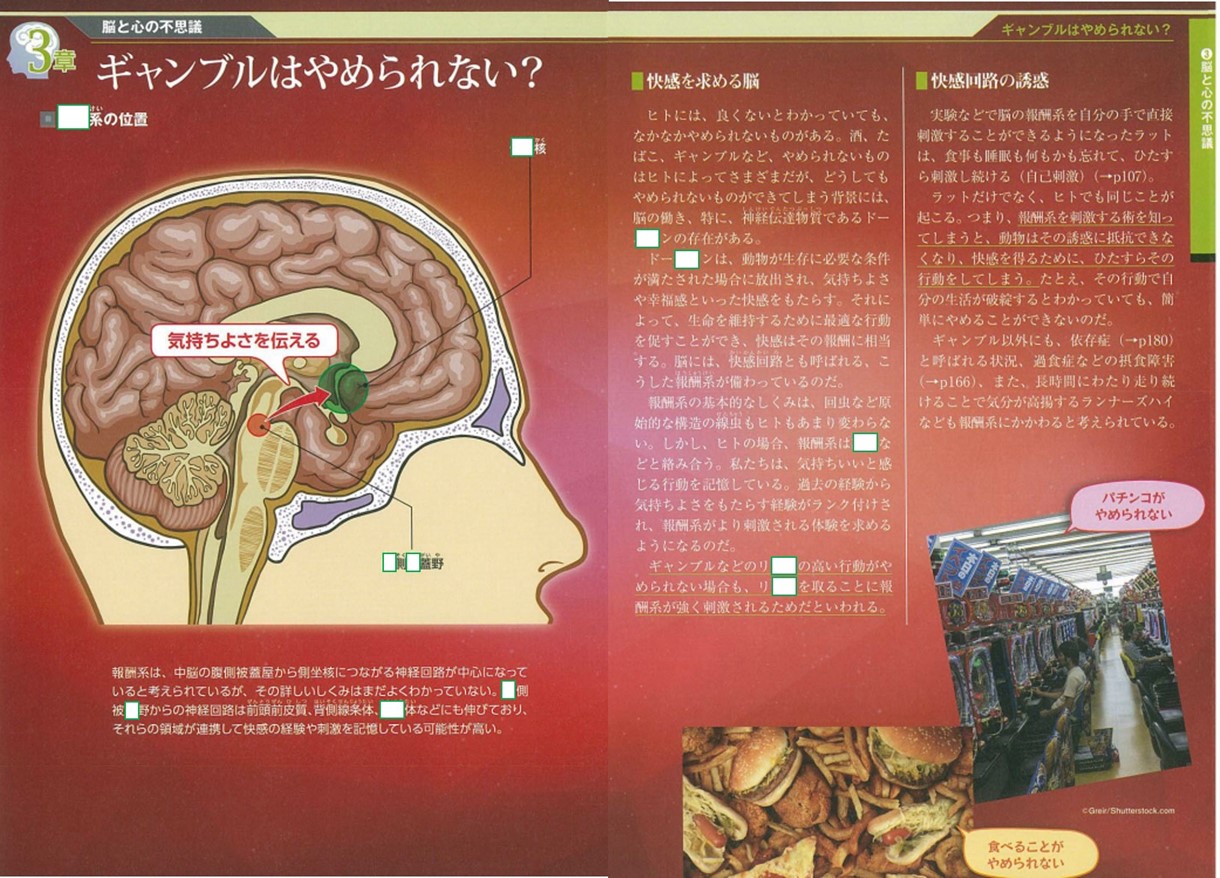 脳と心の不思議
3章
ギャンブルはやめられない?
系の位置
核
気持ちよさを伝える
側 蓋野
報酬系は、中脳の腹側被蓋屋から側坐核につながる神経回路が中心になって
いると考えられているが、その詳しいしくみはまだよくわかっていない。 側
被 野からの神経回路は前頭前皮質、背側線条体、 体などにも伸びており、
それらの領域が連携して快感の経験や刺激を記憶している可能性が高い。
ギャンブルはやめられない?
快感を求める脳
ヒトには、良くないとわかっていても、
なかなかやめられないものがある。酒、た
ばこ、ギャンブルなど、やめられないもの
はヒトによってさまざまだが、どうしても
やめられないものができてしまう背景には、
脳の働き、特に、神経伝達物質であるドー
ンの存在がある。
ドー ンは、動物が生存に必要な条件
が満たされた場合に放出され、気持ちよさ
や幸福感といった快感をもたらす。それに
よって、生命を維持するために最適な行動
を促すことができ、快感はその報酬に相当
する。脳には、快感回路とも呼ばれる、こ
うした報酬系が備わっているのだ。
報酬系の基本的なしくみは、回虫など原
始的な構造の線虫もヒトもあまり変わらな
い。しかし、ヒトの場合、報酬系は な
どと絡み合う。私たちは、気持ちいいと感
じる行動を記憶している。過去の経験から
気持ちよさをもたらす経験がランク付けさ
れ、報酬系がより刺激される体験を求める
ようになるのだ。
ギャンブルなどのリ の高い行動がや
められない場合も、リ を取ることに報
酬系が強く刺激されるためだといわれる。
快感回路の誘惑
実験などで脳の報酬系を自分の手で直接
刺激することができるようになったラット
は、食事も睡眠も何もかも忘れて、ひたす
ら刺激し続ける(自己刺激)(→p107)。
ラットだけでなく、ヒトでも同じことが
起こる。つまり、報酬系を刺激する術を知っ
てしまうと、動物はその誘惑に抵抗できな
くなり、快感を得るために、ひたすらその
行動をしてしまう。たとえ、その行動で自
分の生活が破綻するとわかっていても、簡
単にやめることができないのだ。
ギャンブル以外にも、依存症(→p180)
と呼ばれる状況、過食症などの摂食障害
(→p166)、また、長時間にわたり走り続
けることで気分が高揚するランナーズハイ
なども報酬系にかかわると考えられている。
❸脳と心の不思議
パチンコが
やめられない
©Greir/Shutterstock.com
食べることが
やめられない